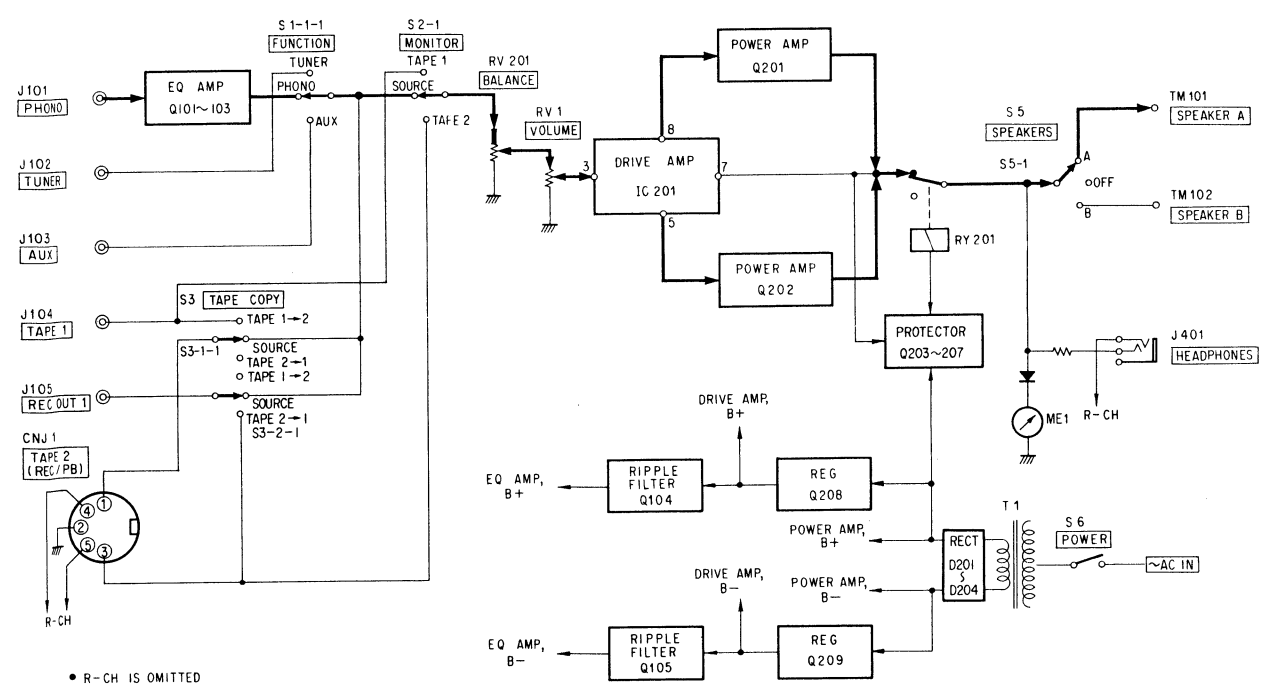 S1-1-1
FUNCTION
TUNER
PHONO
AUX
S2-1
MONITOR
TAPE 1
SOURCE
TAFE 2
RV 201
BALANCE
RV 1
VOLUME
J101
PHONO
EQ AMP
Q101～103
J102
TUNER
J103
AUX
J104
TAPE 1
J105
REC OUT 1
CNJ 1
TAPE 2
(REC/PB)
S3 TAPE COPY
TAPE 1→2
S3-1-1
SOURCE
TAPE 2→1
TAPE 1→2
SOURCE
TAPE 2→1
S3-2-1
1
4
2
5
3
R-CH
POWER AMP
Q201
8
3
DRIVE AMP
IC 201
7
5
POWER AMP
Q202
RY 201
PROTECTOR
Q203～207
S5
SPEAKERS
S5-1
A
OFF
B
TM101
SPEAKER A
TM102
SPEAKER B
J401
HEADPHONES
R-CH
ME1
DRIVE AMP,
B+
EQ AMP,
B+
RIPPLE
FILTER
Q104
REG
Q208
POWER AMP,
B+
DRIVE AMP,
B−
POWER AMP,
B−
EQ AMP,
B−
RIPPLE
FILTER
Q105
REG
Q209
RECT
D201
～
D204
T1
S6
POWER
～AC IN
• R-CH IS OMITTED